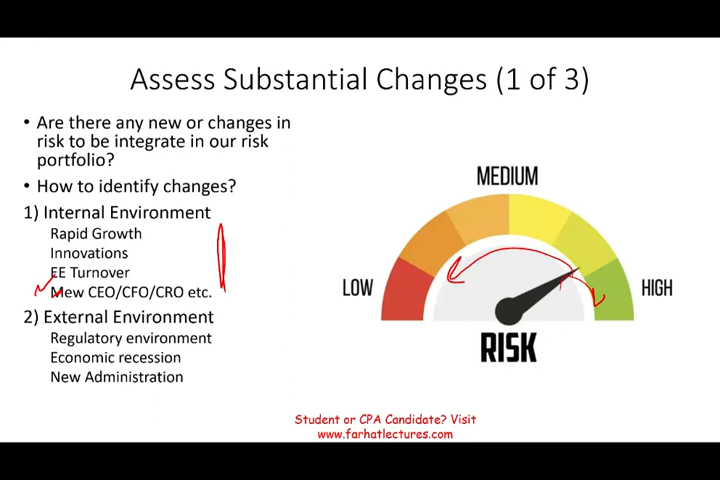 Assess Substantial Changes (1 of 3)
• Are there any new or changes in
risk to be integrate in our risk
portfolio?
• How to identify changes?
1) Internal Environment
Rapid Growth
Innovations
EE Turnover
Mew CEO/CFO/CRO etc.
2) External Environment
Regulatory environment
Economic recession
New Administration
MEDIUM
LOW
HIGH
RISK
Student or CPA Candidate? Visit
www.farhatlectures.com